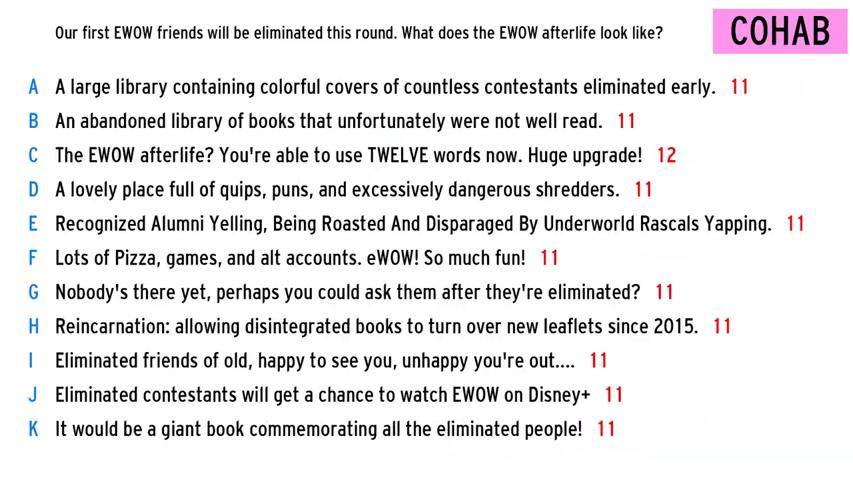 Our first EWOW friends will be eliminated this round. What does the EWOW afterlife look like?
COHAB
A A large library containing colorful covers of countless contestants eliminated early. 11
B An abandoned library of books that unfortunately were not well read. 11
C The EWOW afterlife? You're able to use TWELVE words now. Huge upgrade! 12
D A lovely place full of quips, puns, and excessively dangerous shredders. 11
E Recognized Alumni Yelling, Being Roasted And Disparaged By Underworld Rascals Yapping. 11
F Lots of Pizza, games, and alt accounts. eWOW! So much fun! 11
G Nobody's there yet, perhaps you could ask them after they're eliminated? 11
H Reincarnation: allowing disintegrated books to turn over new leaflets since 2015. 11
I Eliminated friends of old, happy to see you, unhappy you're out.... 11
J Eliminated contestants will get a chance to watch EWOW on Disney+ 11
K It would be a giant book commemorating all the eliminated people! 11